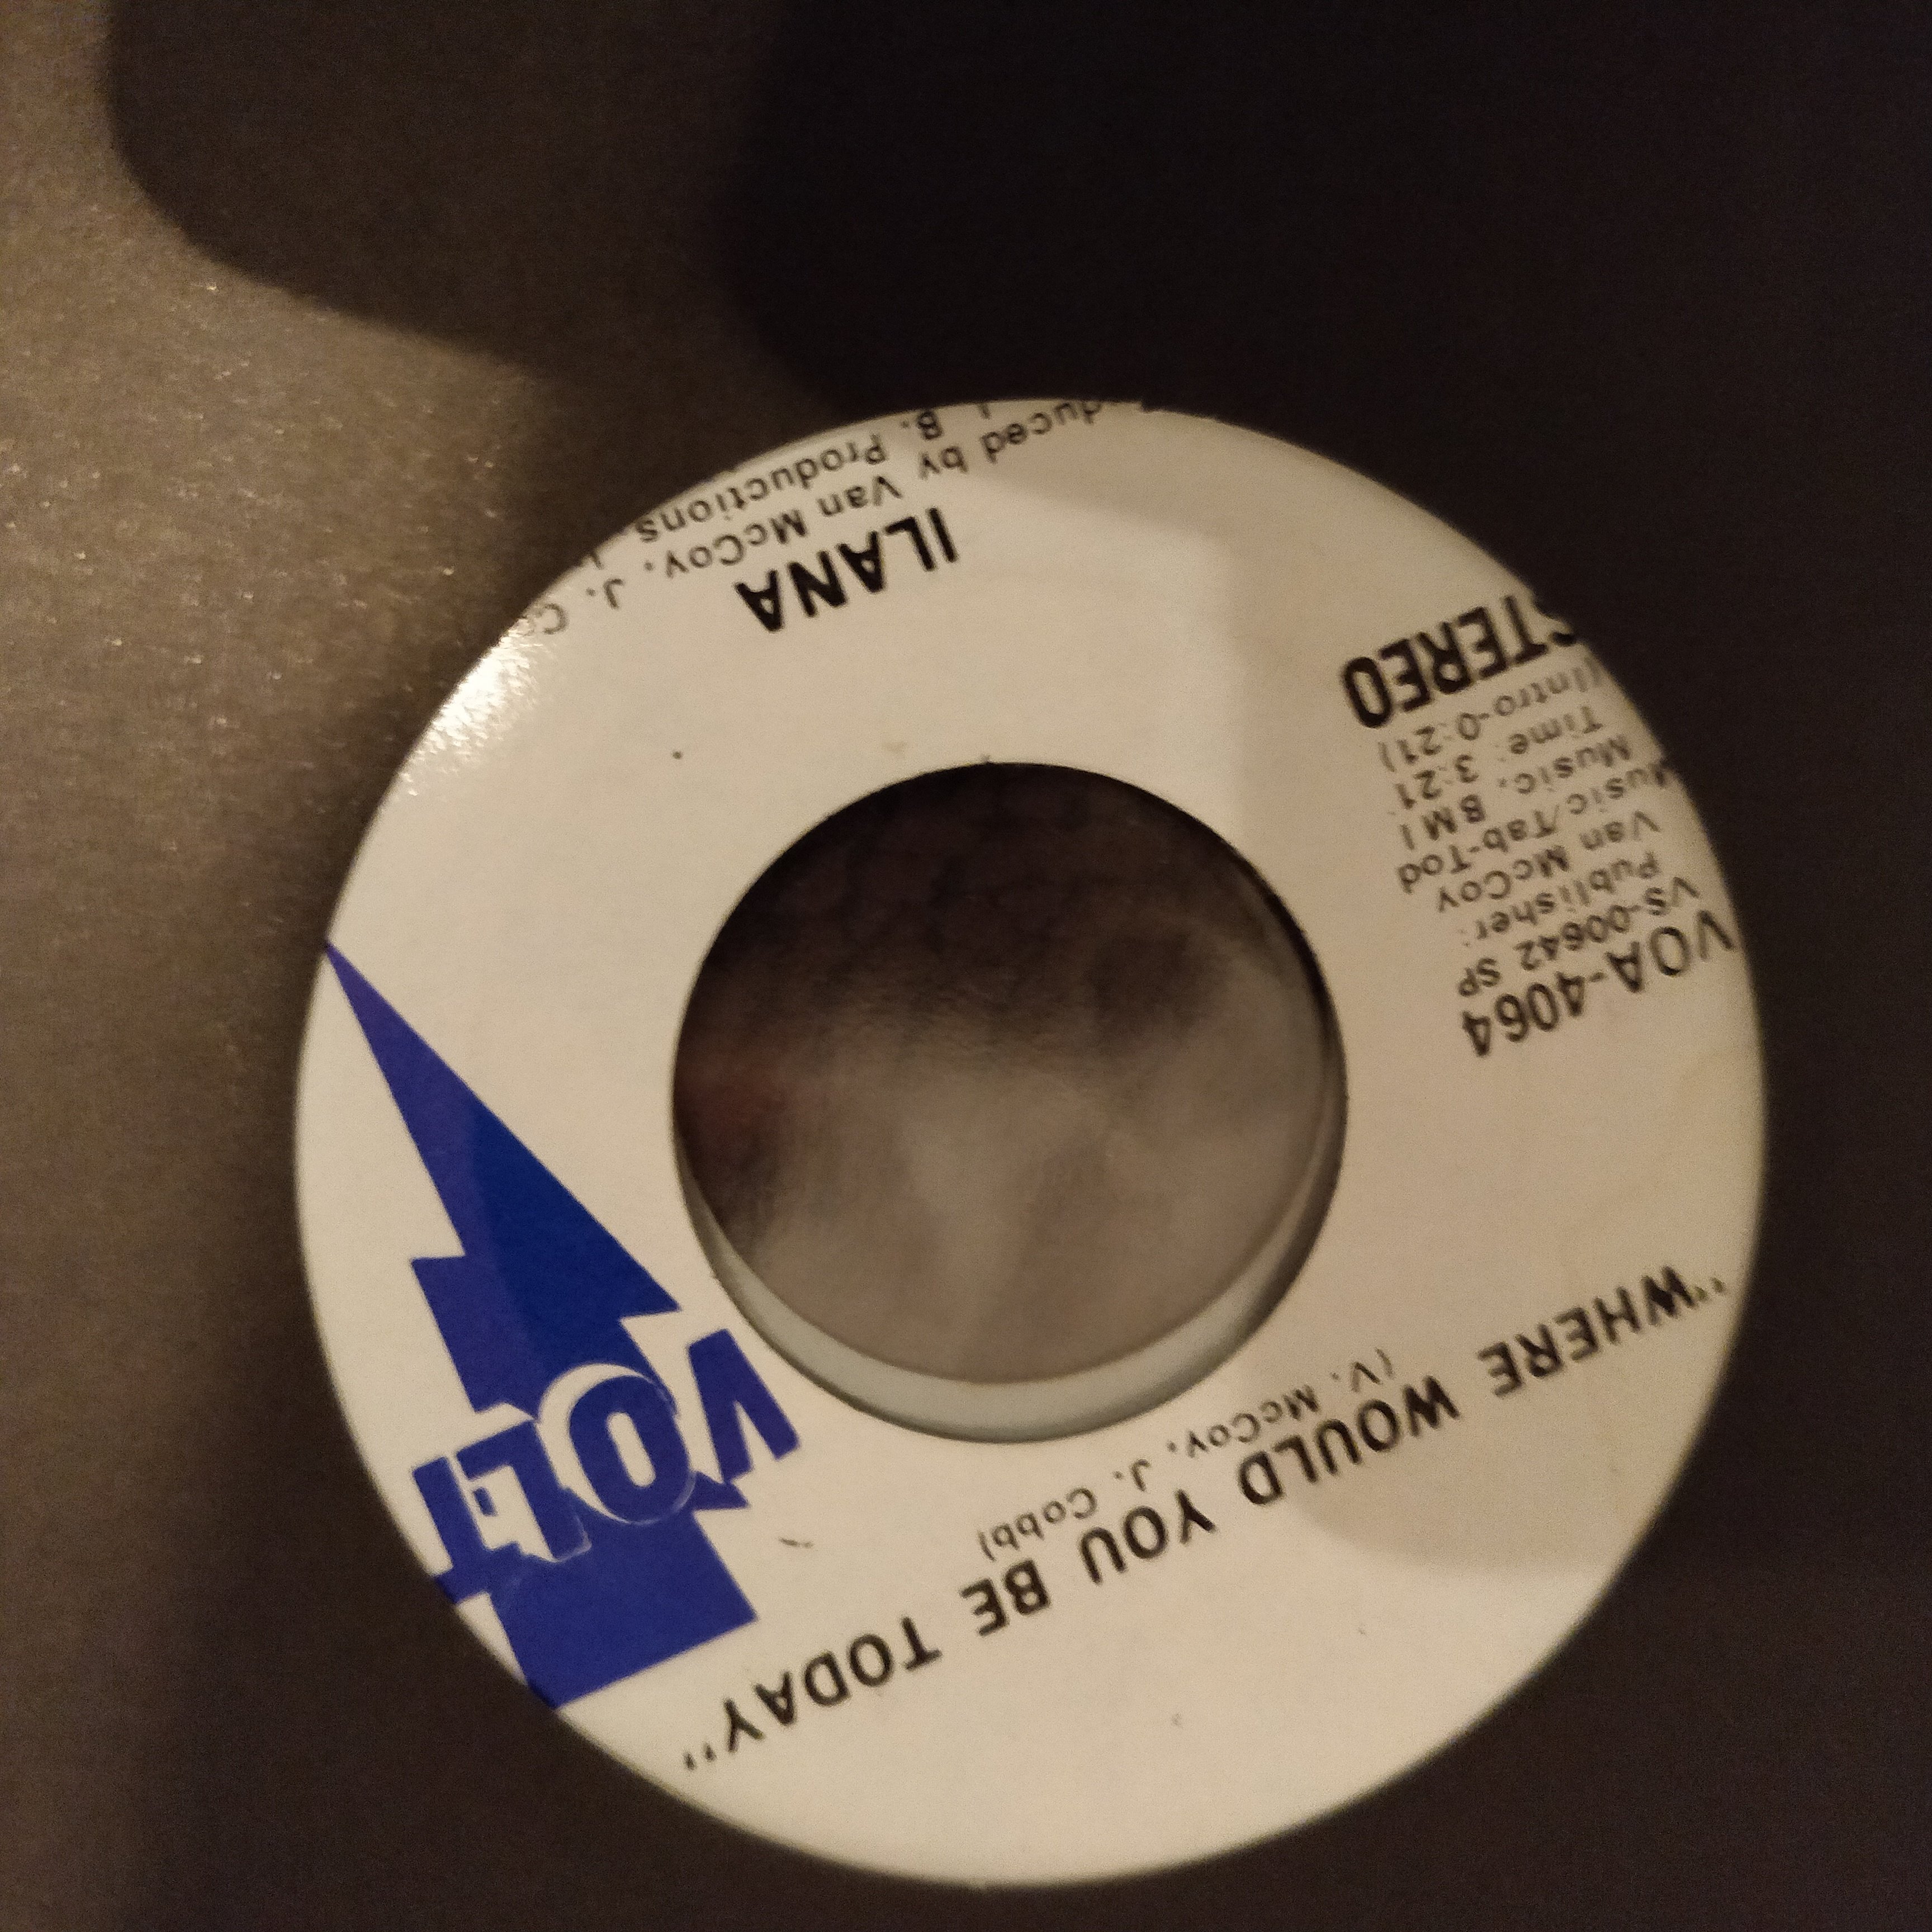 "WHERE WOULD YOU BE TODAY"
(V. McCoy, J. Cobb)
VOLT
VOA-4064
VS-00642 SP
Publisher:
Van McCoy
Music/Tab-Tod
Music, BMI
Time: 3:21
(Intro-0:21)
STEREO
ILANA
by Van McCoy, J.
B. Productions,